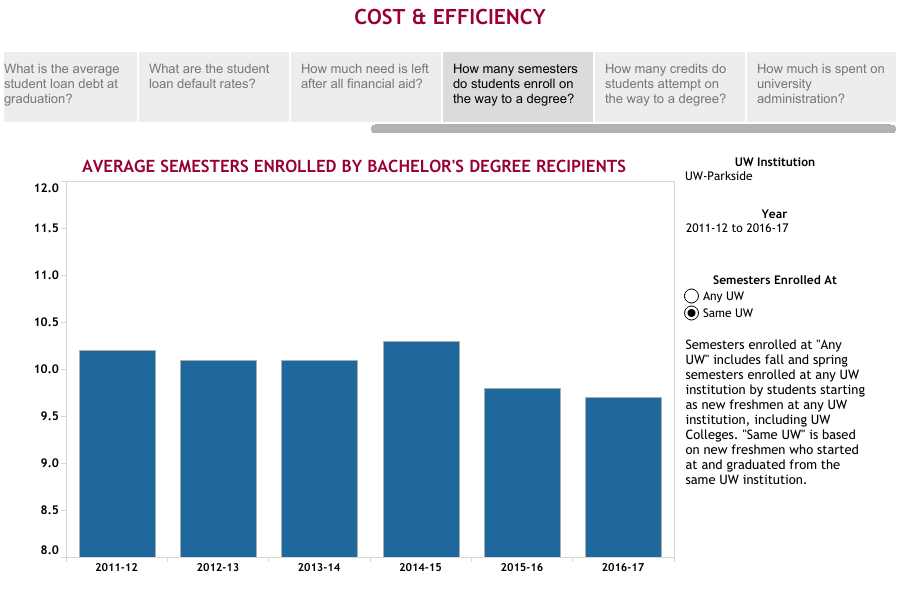 COST & EFFICIENCY
What is the average
student loan debt at
graduation?
What are the student
loan default rates?
How much need is left
after all financial aid?
How many semesters
do students enroll on
the way to a degree?
How many credits do
students attempt on
the way to a degree?
How much is spent on
university
administration?
AVERAGE SEMESTERS ENROLLED BY BACHELOR'S DEGREE RECIPIENTS
12.0
11.5
11.0
10.5
10.0
9.5
9.0
8.5
8.0
2011-12
2012-13
2013-14
2014-15
2015-16
2016-17
UW Institution
UW-Parkside
Year
2011-12 to 2016-17
Semesters Enrolled At
Any UW
Same UW
Semesters enrolled at "Any
UW" includes fall and spring
semesters enrolled at any UW
institution by students starting
as new freshmen at any UW
institution, including UW
Colleges. "Same UW" is based
on new freshmen who started
at and graduated from the
same UW institution.